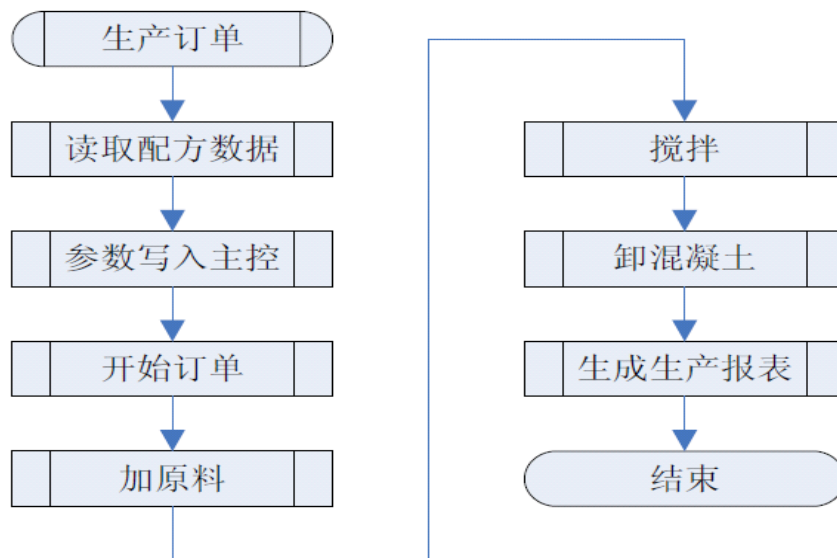 生产订单
读取配方数据
参数写入主控
开始订单
加原料
搅拌
卸混凝土
生成生产报表
结束